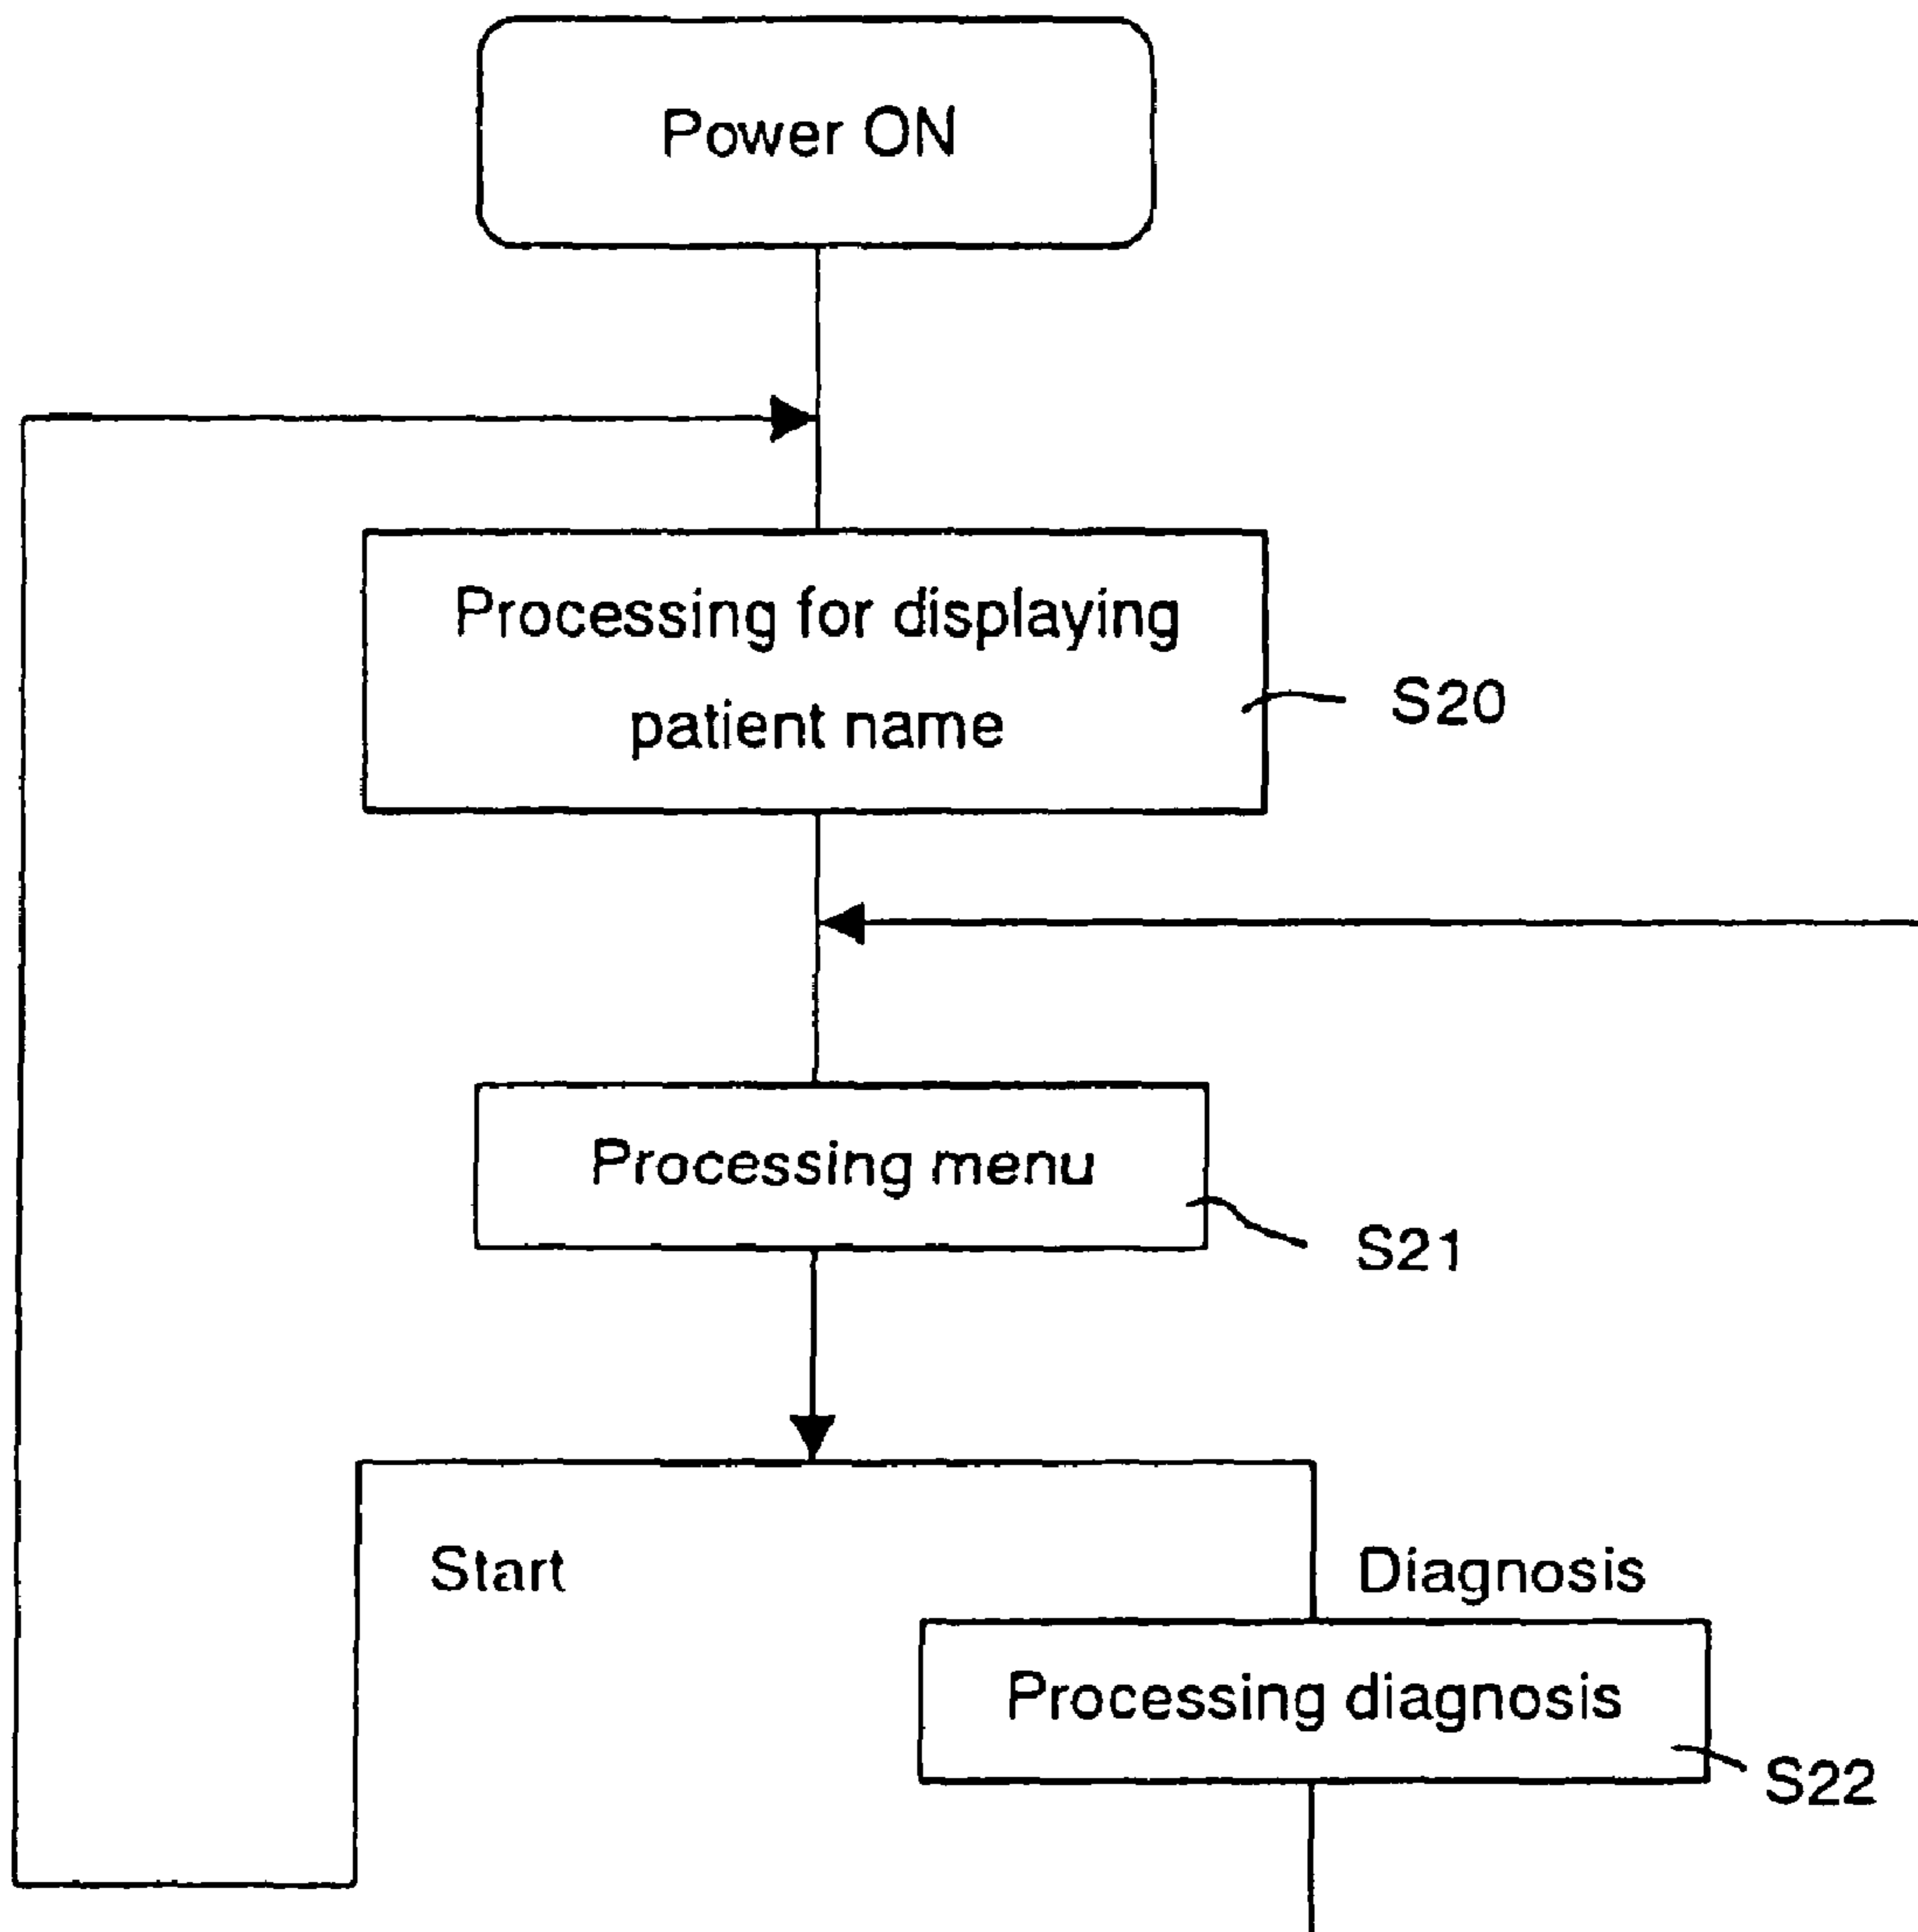 Power ON
Processing for displaying
patient name
S20
Processing menu
S21
Start
Diagnosis
Processing diagnosis
S22